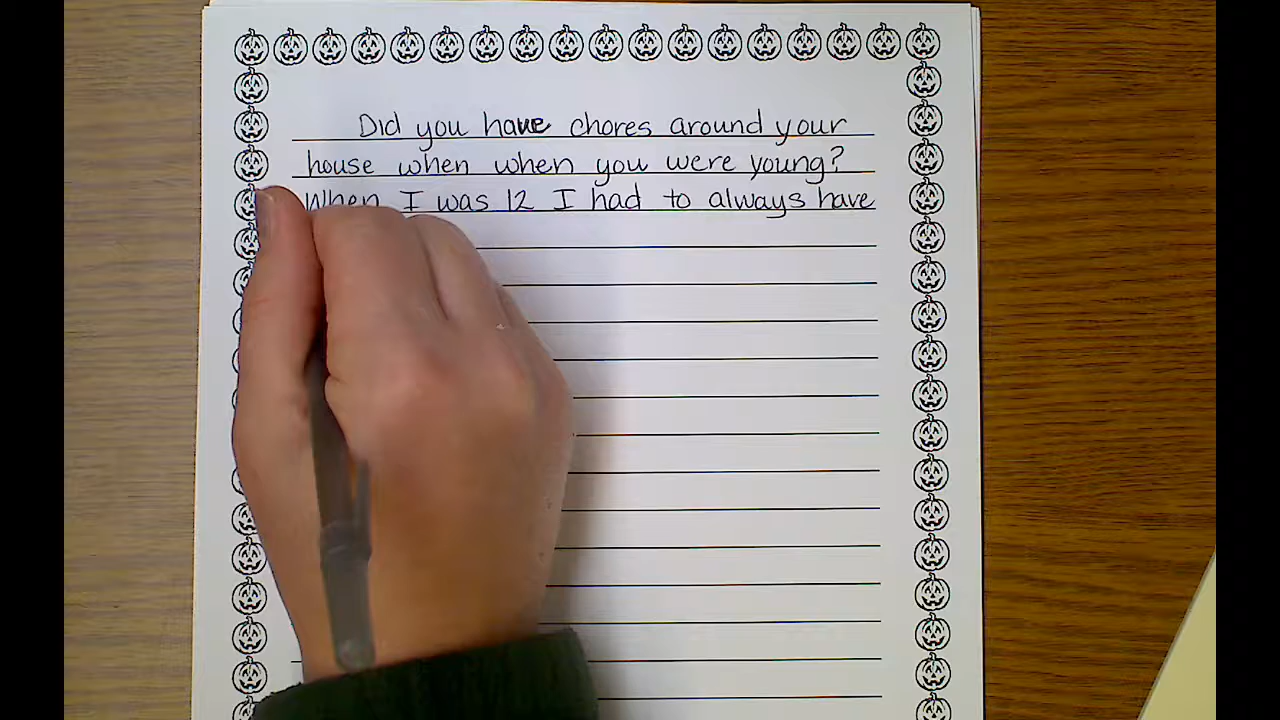 Did you have chores around your
house when when you were young?
When I was 12 I had to always have